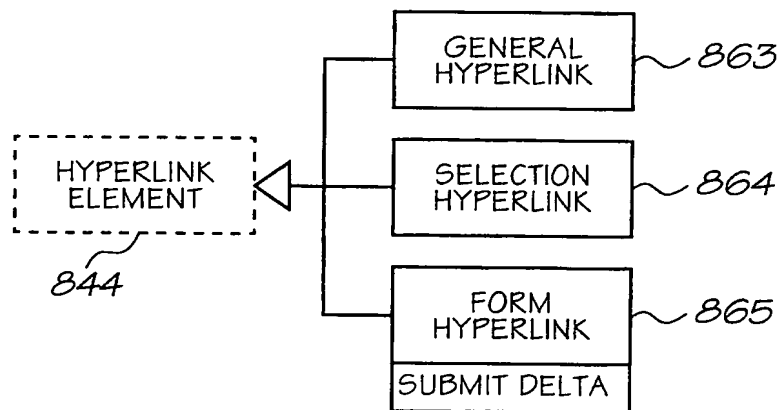 GENERAL
HYPERLINK
863
HYPERLINK
ELEMENT
844
SELECTION
HYPERLINK
864
FORM
HYPERLINK
865
SUBMIT DELTA